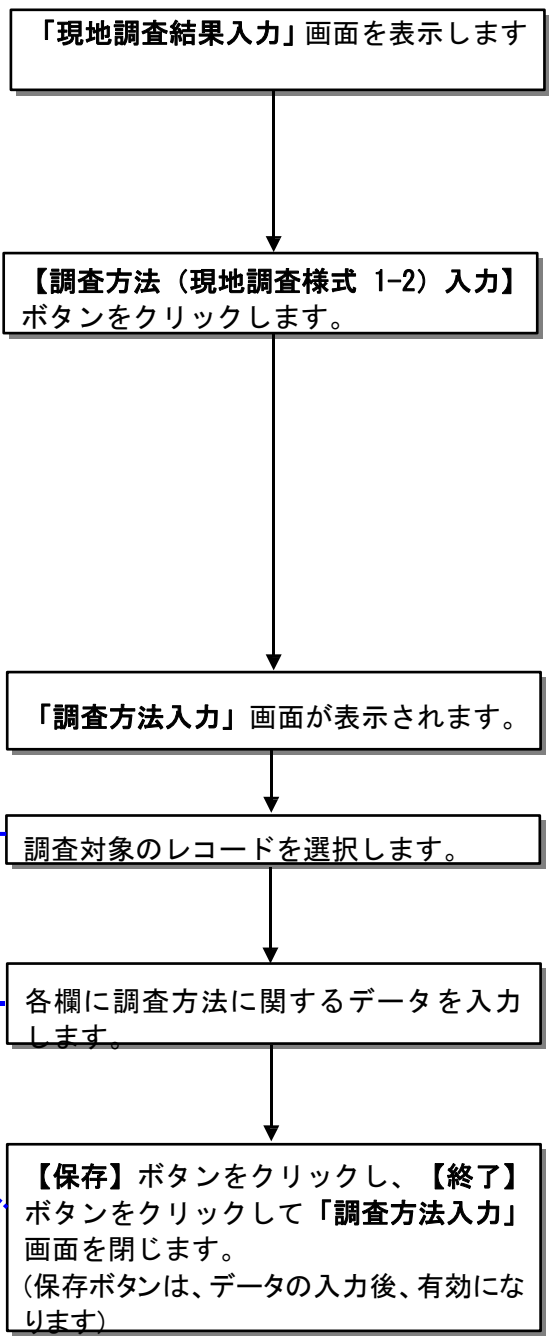 「現地調査結果入力」画面を表示します
【調査方法（現地調査様式 1-2）入力】
ボタンをクリックします。
「調査方法入力」画面が表示されます。
調査対象のレコードを選択します。
各欄に調査方法に関するデータを入力
します。
【保存】ボタンをクリックし、【終了】
ボタンをクリックして「調査方法入力」
画面を閉じます。
(保存ボタンは、データの入力後、有効にな
ります)